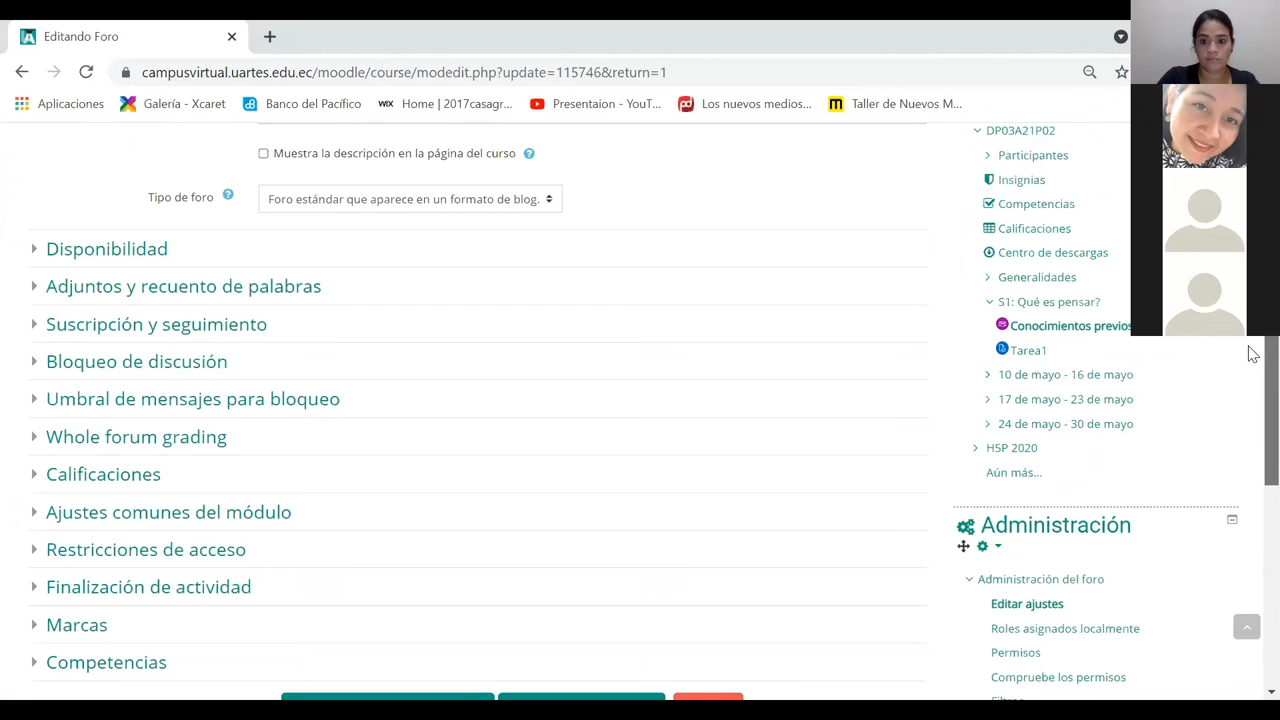 Editando Foro
campusvirtual.uartes.edu.ec/moodle/course/modedit.php?update=115746&return=1
Aplicaciones
Galería - Xcaret
Banco del Pacífico
WIX Home | 2017casagr...
Presentaion - YouT...
Los nuevos medios...
Taller de Nuevos M...
Muestra la descripción en la página del curso
Tipo de foro
Foro estándar que aparece en un formato de blog.
Disponibilidad
Adjuntos y recuento de palabras
Suscripción y seguimiento
Bloqueo de discusión
Umbral de mensajes para bloqueo
Whole forum grading
Calificaciones
Ajustes comunes del módulo
Restricciones de acceso
Finalización de actividad
Marcas
Competencias
DP03A21P02
Participantes
Insignias
Competencias
Calificaciones
Centro de descargas
Generalidades
S1: Qué es pensar?
Conocimientos previos
Tarea1
10 de mayo - 16 de mayo
17 de mayo - 23 de mayo
24 de mayo - 30 de mayo
H5P 2020
Aún más...
Administración
Administración del foro
Editar ajustes
Roles asignados localmente
Permisos
Compruebe los permisos